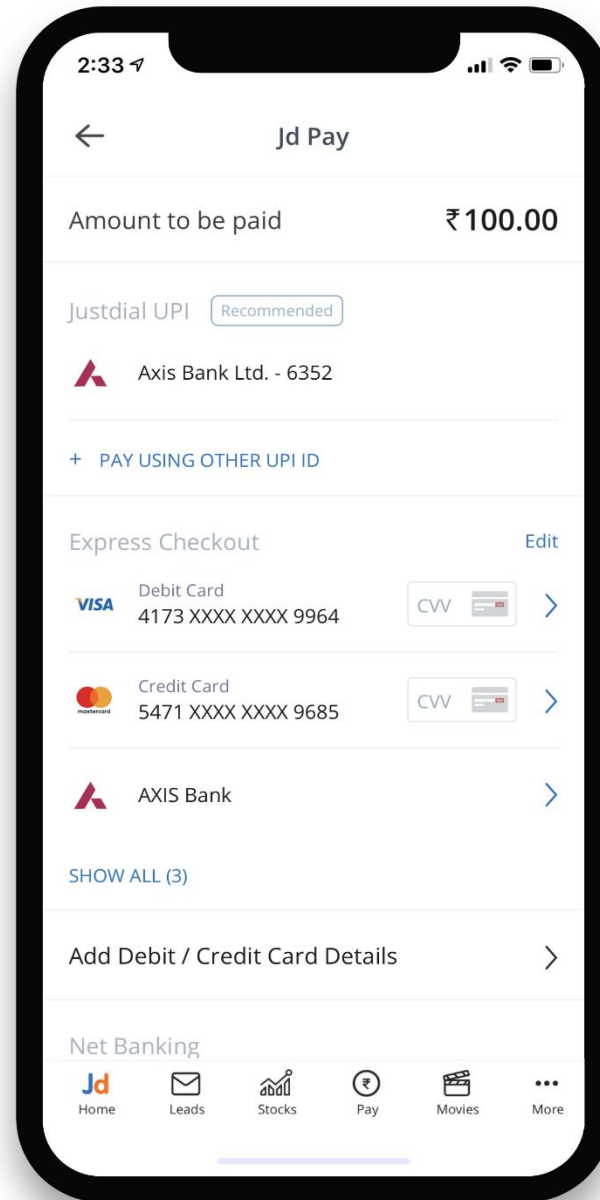 2:33
Jd Pay
Amount to be paid ₹100.00
Justdial UPI Recommended
Axis Bank Ltd. - 6352
+ PAY USING OTHER UPI ID
Express Checkout Edit
VISA Debit Card CVV
4173 XXXX XXXX 9964
Credit Card CVV
mastercard 5471 XXXX XXXX 9685
AXIS Bank
SHOW ALL (3)
Add Debit / Credit Card Details
Net Banking
Jd ₹
Home Leads Stocks Pay Movies More